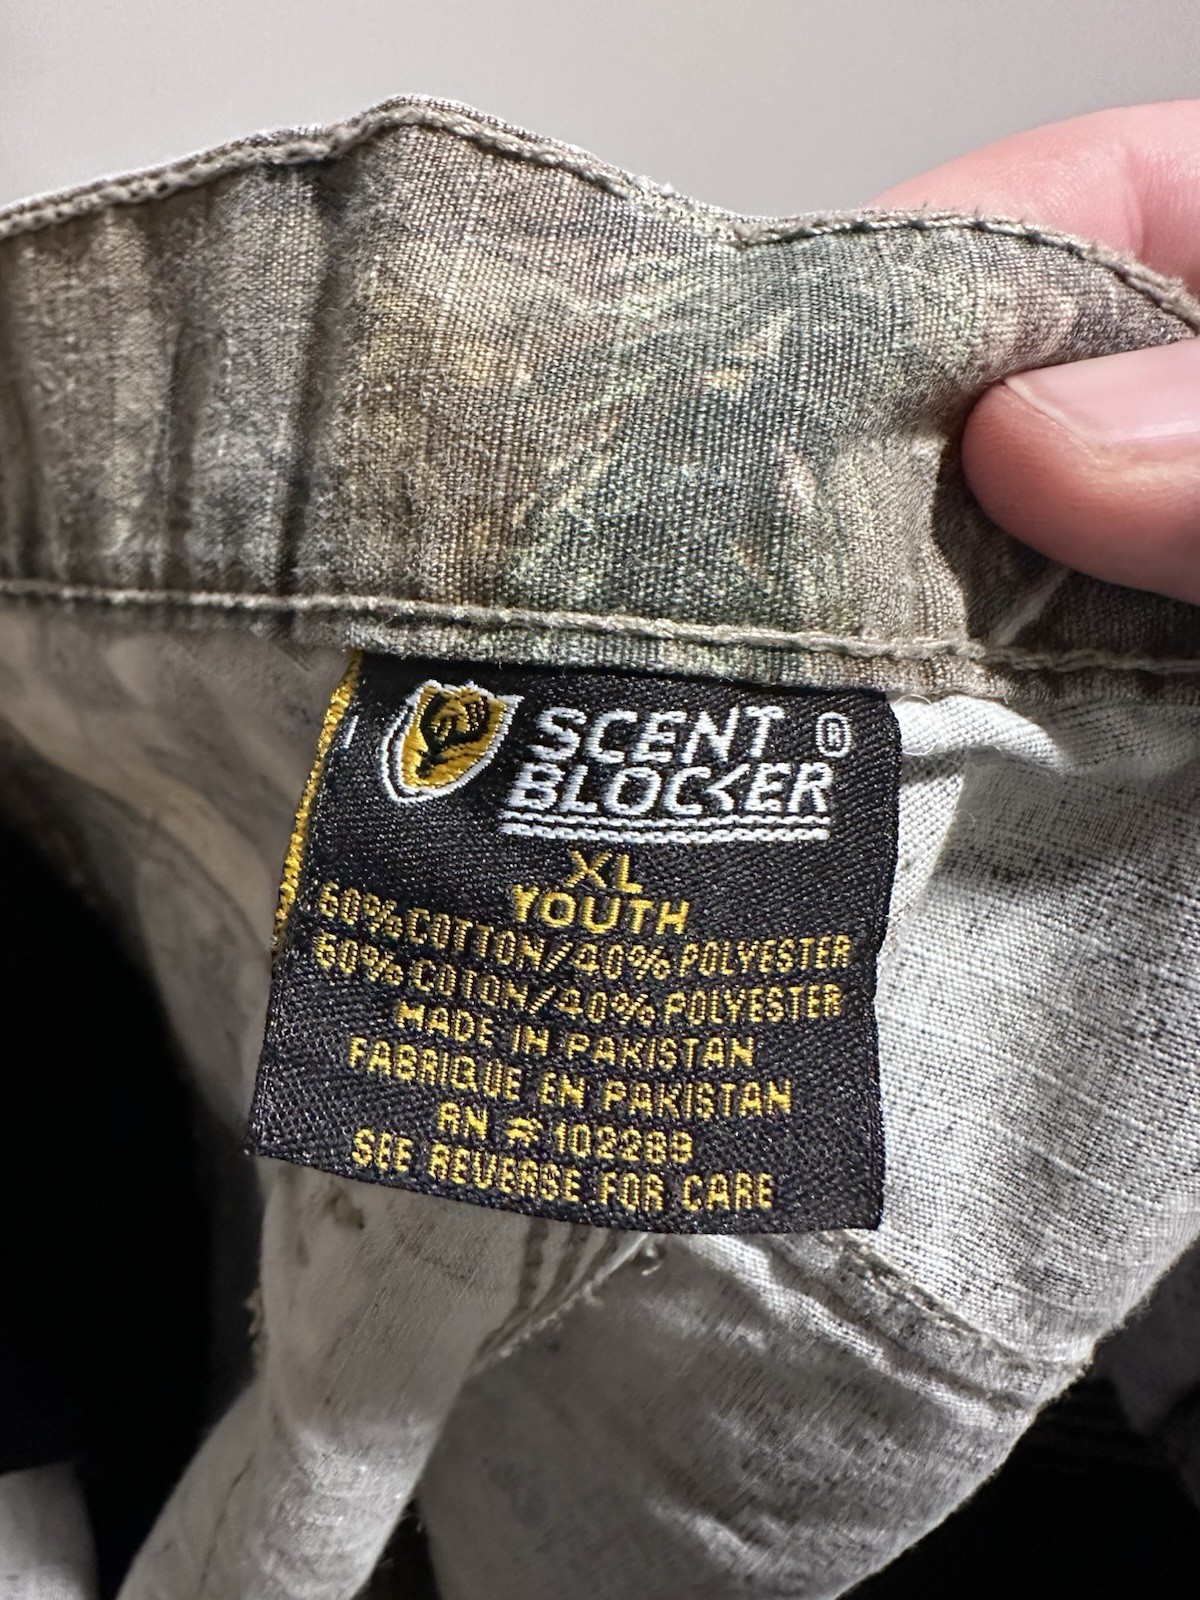 SCENT ®
BLOCKER
XL
YOUTH
60% COTTON/40% POLYESTER
60% COTON/40% POLYESTER
MADE IN PAKISTAN
FABRIQUE EN PAKISTAN
RN # 102289
SEE REVERSE FOR CARE